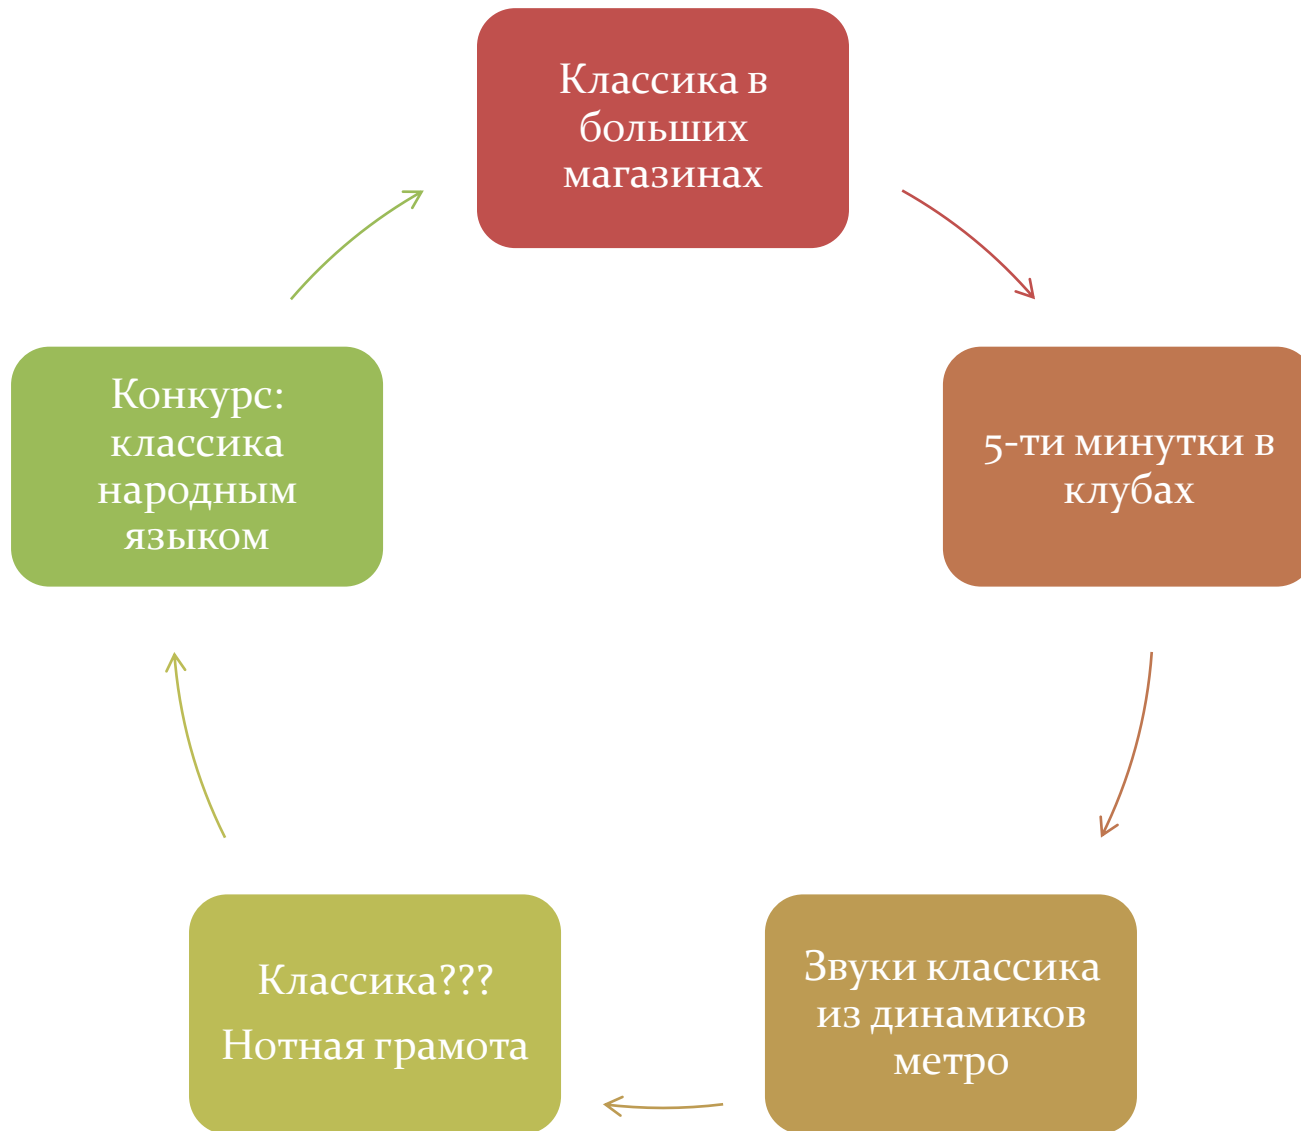 Классика в
больших
магазинах
5-ти минутки в
клубах
Звуки классика
из динамиков
метро
Классика???
Нотная грамота
Конкурс:
классика
народным
языком